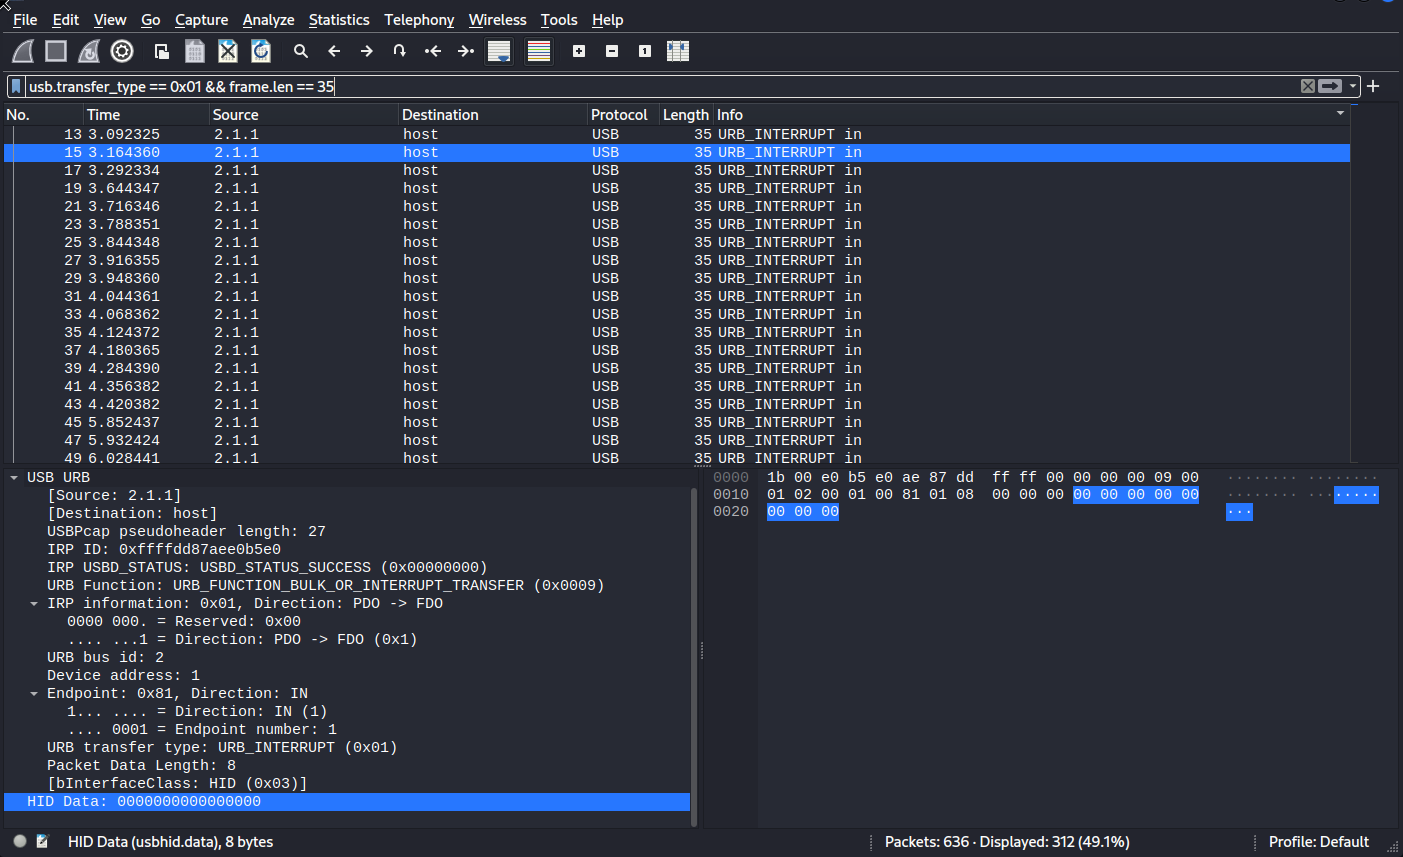 File Edit View Go Capture Analyze Statistics Telephony Wireless Tools Help
usb.transfer_type == 0x01 && frame.len == 35
No. Time Source Destination Protocol Length Info
13 3.092325 2.1.1 host USB 35 URB_INTERRUPT in
15 3.164360 2.1.1 host USB 35 URB_INTERRUPT in
17 3.292334 2.1.1 host USB 35 URB_INTERRUPT in
19 3.644347 2.1.1 host USB 35 URB_INTERRUPT in
21 3.716346 2.1.1 host USB 35 URB_INTERRUPT in
23 3.788351 2.1.1 host USB 35 URB_INTERRUPT in
25 3.844348 2.1.1 host USB 35 URB_INTERRUPT in
27 3.916355 2.1.1 host USB 35 URB_INTERRUPT in
29 3.948360 2.1.1 host USB 35 URB_INTERRUPT in
31 4.044361 2.1.1 host USB 35 URB_INTERRUPT in
33 4.068362 2.1.1 host USB 35 URB_INTERRUPT in
35 4.124372 2.1.1 host USB 35 URB_INTERRUPT in
37 4.180365 2.1.1 host USB 35 URB_INTERRUPT in
39 4.284390 2.1.1 host USB 35 URB_INTERRUPT in
41 4.356382 2.1.1 host USB 35 URB_INTERRUPT in
43 4.420382 2.1.1 host USB 35 URB_INTERRUPT in
45 5.852437 2.1.1 host USB 35 URB_INTERRUPT in
47 5.932424 2.1.1 host USB 35 URB_INTERRUPT in
49 6.028441 2.1.1 host USB 35 URB_INTERRUPT in
USB URB
[Source: 2.1.1]
[Destination: host]
USBPcap pseudoheader length: 27
IRP ID: 0xffffdd87aee0b5e0
IRP USBD_STATUS: USBD_STATUS_SUCCESS (0x00000000)
URB Function: URB_FUNCTION_BULK_OR_INTERRUPT_TRANSFER (0x0009)
IRP information: 0x01, Direction: PDO -> FDO
0000 000. = Reserved: 0x00
.... ...1 = Direction: PDO -> FDO (0x1)
URB bus id: 2
Device address: 1
Endpoint: 0x81, Direction: IN
1... .... = Direction: IN (1)
.... 0001 = Endpoint number: 1
URB transfer type: URB_INTERRUPT (0x01)
Packet Data Length: 8
[bInterfaceClass: HID (0x03)]
HID Data: 0000000000000000
0000 1b 00 e0 b5 e0 ae 87 dd ff ff 00 00 00 00 09 00 ········ ········
0010 01 02 00 01 00 81 01 08 00 00 00 00 00 00 00 00 ········ ········
0020 00 00 00 ···
HID Data (usbhid.data), 8 bytes
Packets: 636 · Displayed: 312 (49.1%)
Profile: Default